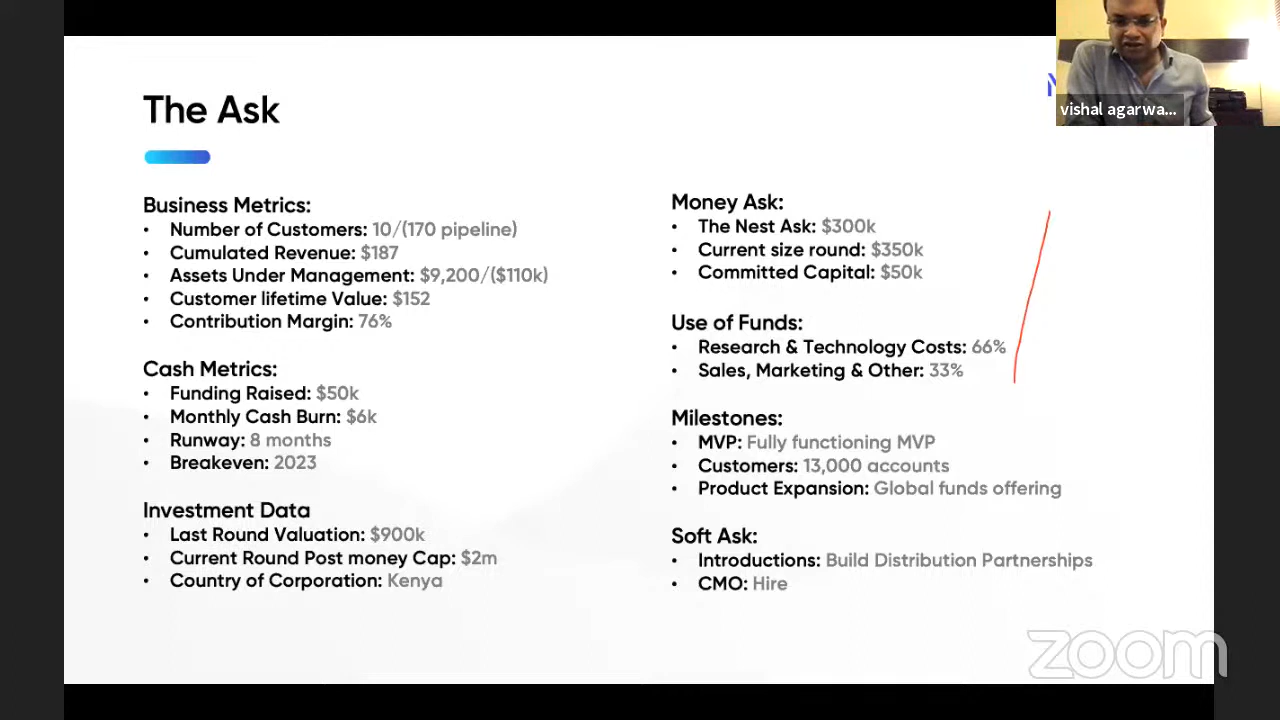 The Ask
vishal agarwa...
Business Metrics:
• Number of Customers: 10/(170 pipeline)
• Cumulated Revenue: $187
• Assets Under Management: $9,200/($110k)
• Customer lifetime Value: $152
• Contribution Margin: 76%
Cash Metrics:
• Funding Raised: $50k
• Monthly Cash Burn: $6k
• Runway: 8 months
• Breakeven: 2023
Investment Data
• Last Round Valuation: $900k
• Current Round Post money Cap: $2m
• Country of Corporation: Kenya
Money Ask:
• The Nest Ask: $300k
• Current size round: $350k
• Committed Capital: $50k
Use of Funds:
• Research & Technology Costs: 66%
• Sales, Marketing & Other: 33%
Milestones:
• MVP: Fully functioning MVP
• Customers: 13,000 accounts
• Product Expansion: Global funds offering
Soft Ask:
• Introductions: Build Distribution Partnerships
• CMO: Hire
zoom